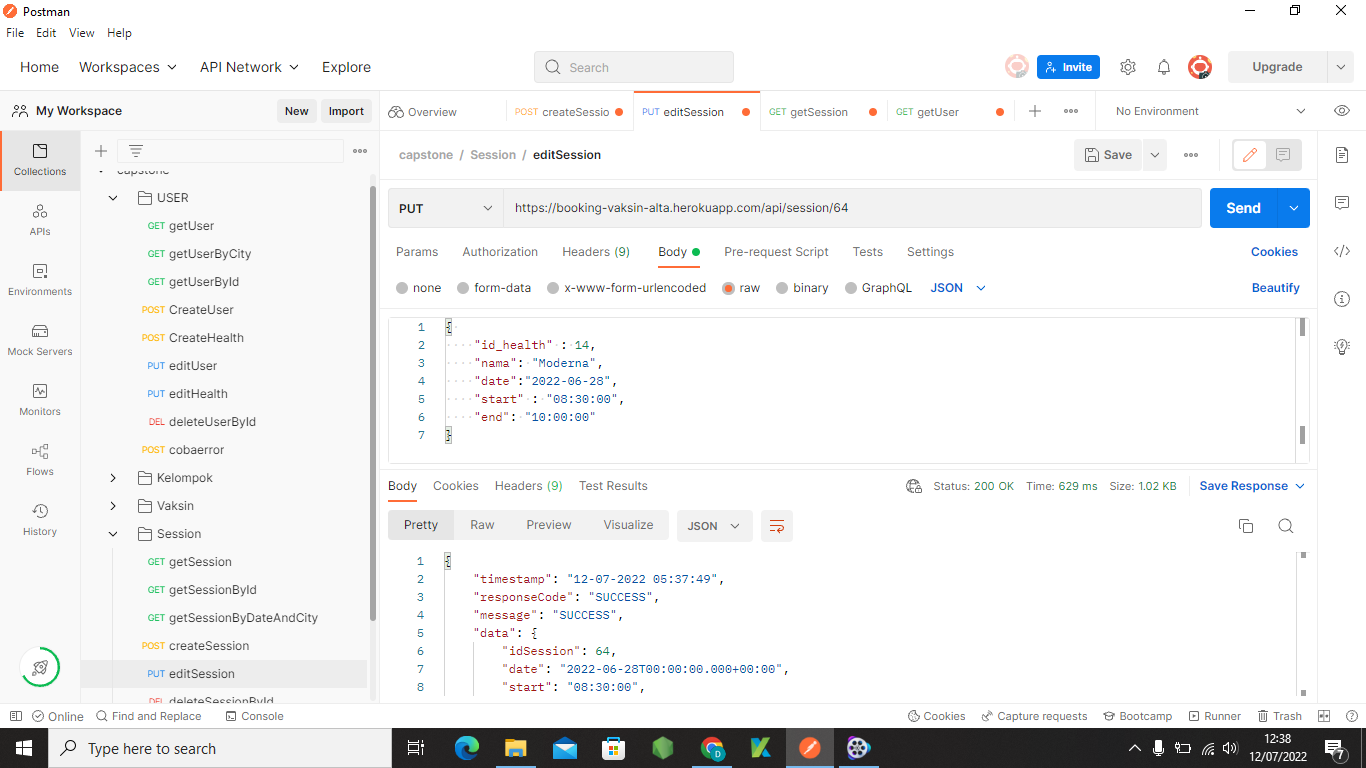 Postman
File Edit View Help
Home Workspaces API Network Explore Search Invite Upgrade
My Workspace New Import
Overview POST createSessio PUT editSession GET getSession GET getUser No Environment
Collections
APIs
Environments
Mock Servers
Monitors
Flows
History
capstone
USER
GET getUser
GET getUserByCity
GET getUserById
POST CreateUser
POST CreateHealth
PUT editUser
PUT editHealth
DEL deleteUserById
POST cobaerror
Kelompok
Vaksin
Session
GET getSession
GET getSessionById
GET getSessionByDateAndCity
POST createSession
PUT editSession
DEL deleteSessionById
capstone / Session / editSession Save
PUT https://booking-vaksin-alta.herokuapp.com/api/session/64 Send
Params Authorization Headers (9) Body Pre-request Script Tests Settings Cookies
none form-data x-www-form-urlencoded raw binary GraphQL JSON Beautify
1 {
2 "id_health" : 14,
3 "nama": "Moderna",
4 "date":"2022-06-28",
5 "start" : "08:30:00",
6 "end": "10:00:00"
7 }
Body Cookies Headers (9) Test Results Status: 200 OK Time: 629 ms Size: 1.02 KB Save Response
Pretty Raw Preview Visualize JSON
1 {
2 "timestamp": "12-07-2022 05:37:49",
3 "responseCode": "SUCCESS",
4 "message": "SUCCESS",
5 "data": {
6 "idSession": 64,
7 "date": "2022-06-28T00:00:00.000+00:00",
8 "start": "08:30:00",
Online Find and Replace Console Cookies Capture requests Bootcamp Runner Trash
Type here to search
12:38
12/07/2022
7